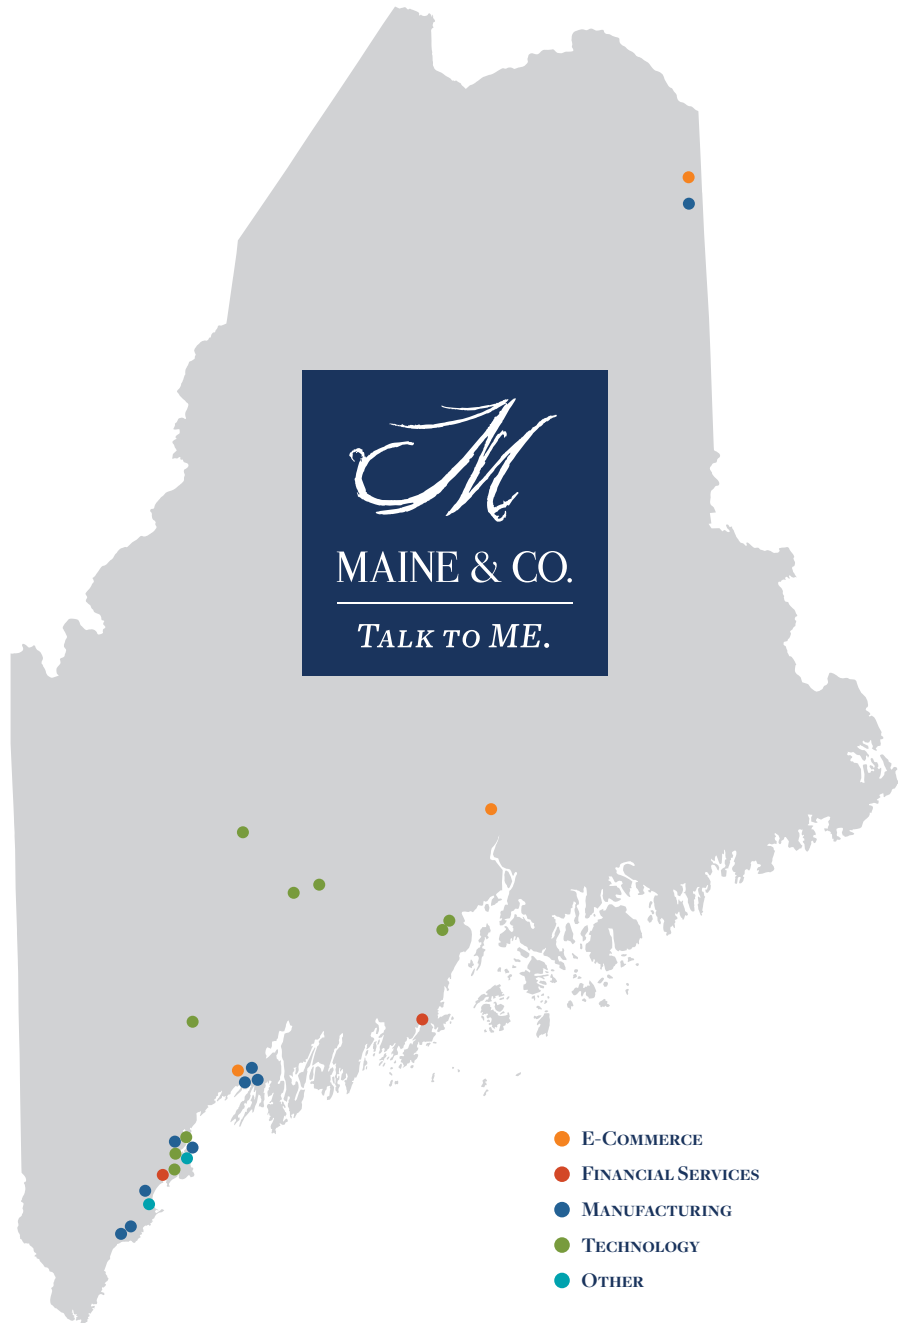 M
MAINE & CO.
TALK TO ME.
E-COMMERCE
FINANCIAL SERVICES
MANUFACTURING
TECHNOLOGY
OTHER